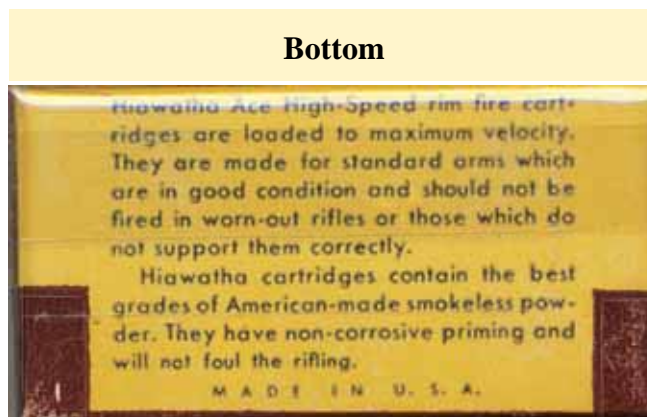 Bottom
Hiawatha Ace High-Speed rim fire cart-
ridges are loaded to maximum velocity.
They are made for standard arms which
are in good condition and should not be
fired in worn-out rifles or those which do
not support them correctly.
Hiawatha cartridges contain the best
grades of American-made smokeless pow-
der. They have non-corrosive priming and
will not foul the rifling.
MADE IN U. S. A.